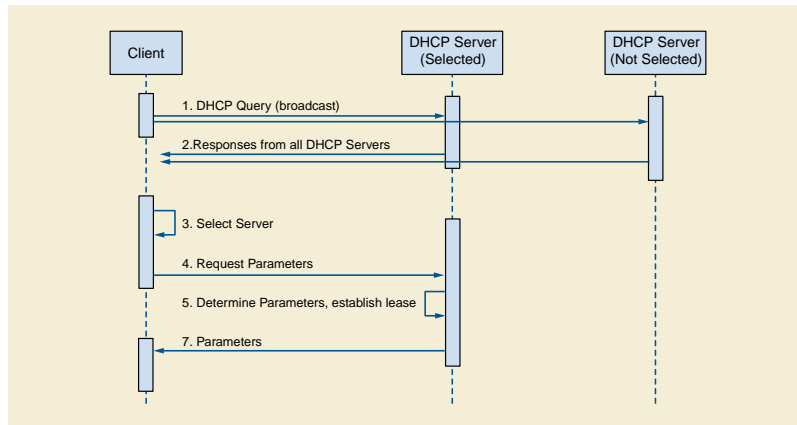 Client
DHCP Server
(Selected)
DHCP Server
(Not Selected)
1. DHCP Query (broadcast)
2.Responses from all DHCP Servers
3. Select Server
4. Request Parameters
5. Determine Parameters, establish lease
7. Parameters